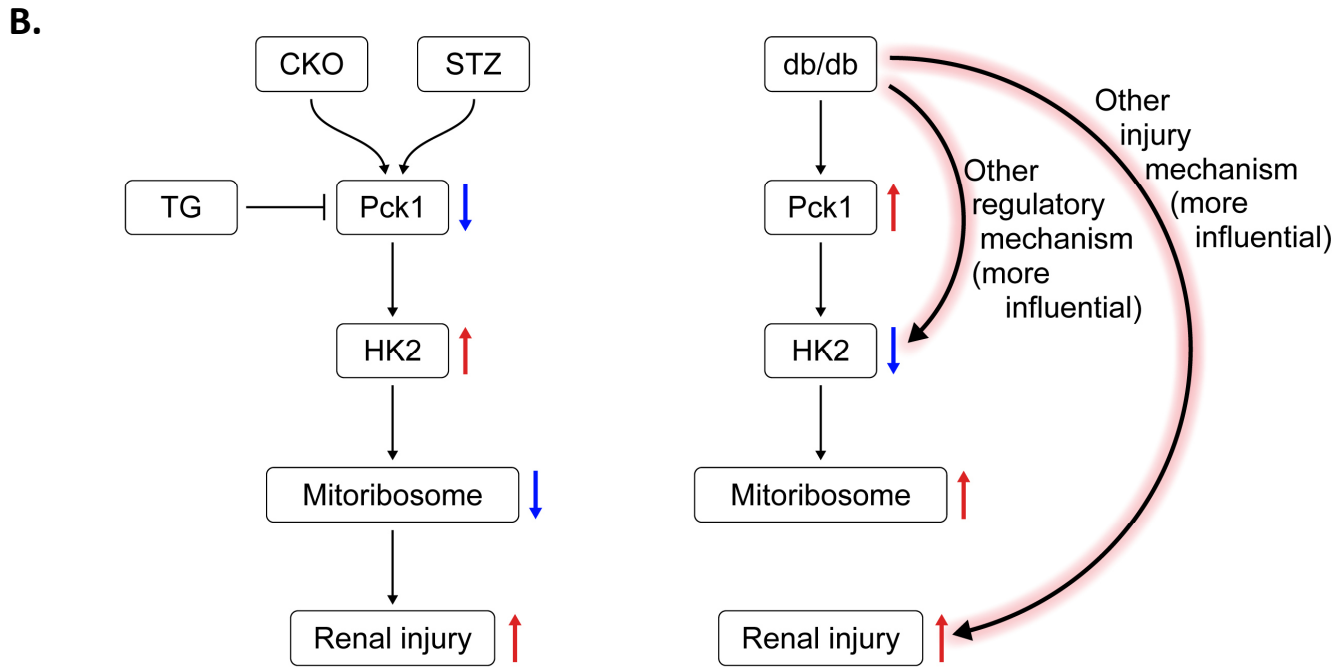 B.
CKO
STZ
TG
Pck1
HK2
Mitoribosome
Renal injury
db/db
Pck1
HK2
Mitoribosome
Renal injury
Other
regulatory
mechanism
(more
influential)
Other
injury
mechanism
(more
influential)